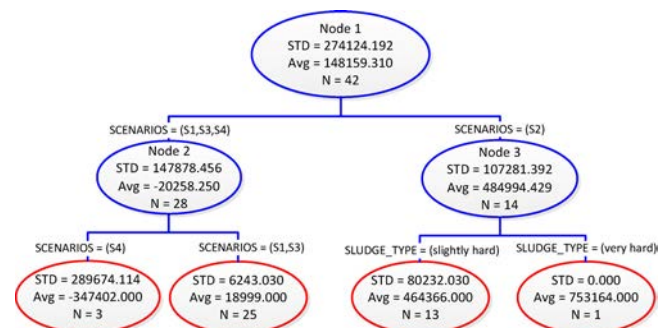 Node 1
STD = 274124.192
Avg = 148159.310
N = 42
SCENARIOS = (S1,S3,S4)
SCENARIOS = (S2)
Node 2
STD = 147878.456
Avg = -20258.250
N = 28
Node 3
STD = 107281.392
Avg = 484994.429
N = 14
SCENARIOS = (S4)
SCENARIOS = (S1,S3)
SLUDGE_TYPE = (slightly hard)
SLUDGE_TYPE = (very hard)
STD = 289674.114
Avg = -347402.000
N = 3
STD = 6243.030
Avg = 18999.000
N = 25
STD = 80232.030
Avg = 464366.000
N = 13
STD = 0.000
Avg = 753164.000
N = 1